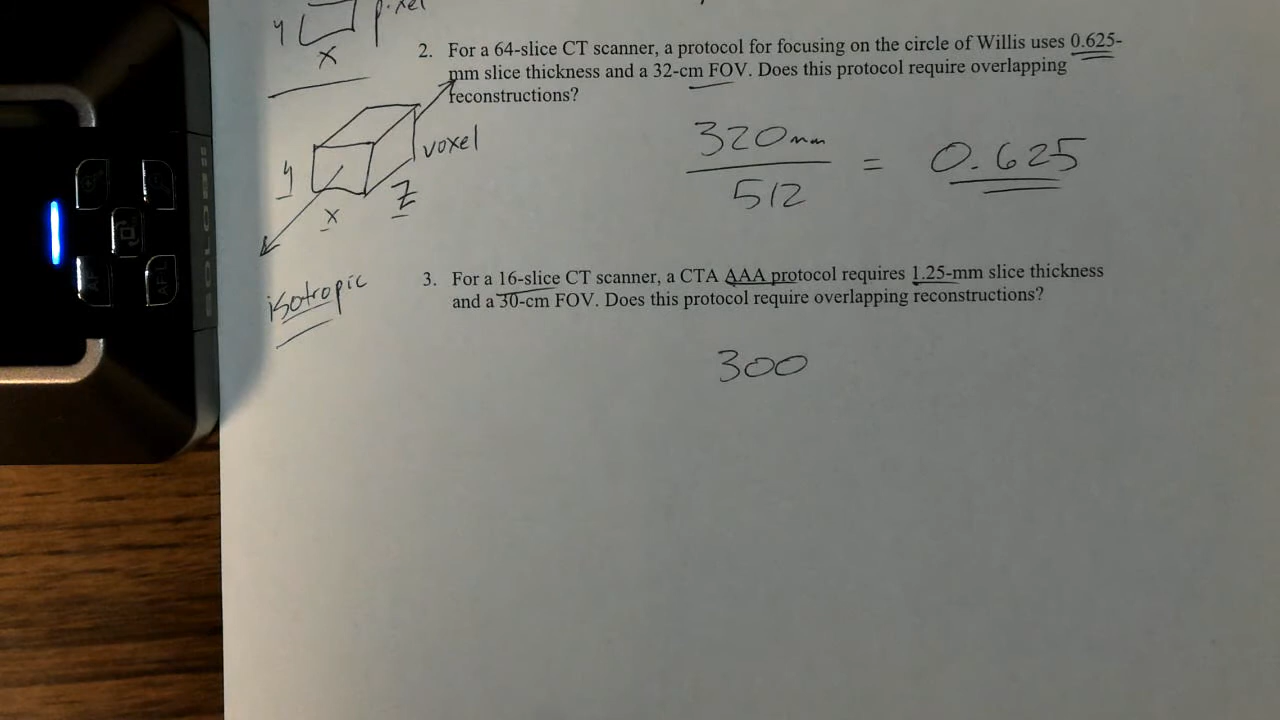 y pixel
x
2. For a 64-slice CT scanner, a protocol for focusing on the circle of Willis uses 0.625-
mm slice thickness and a 32-cm FOV. Does this protocol require overlapping
reconstructions?
voxel
y
x
z
isotropic
320mm
512
= 0.625
3. For a 16-slice CT scanner, a CTA AAA protocol requires 1.25-mm slice thickness
and a 30-cm FOV. Does this protocol require overlapping reconstructions?
300
AF
AFL